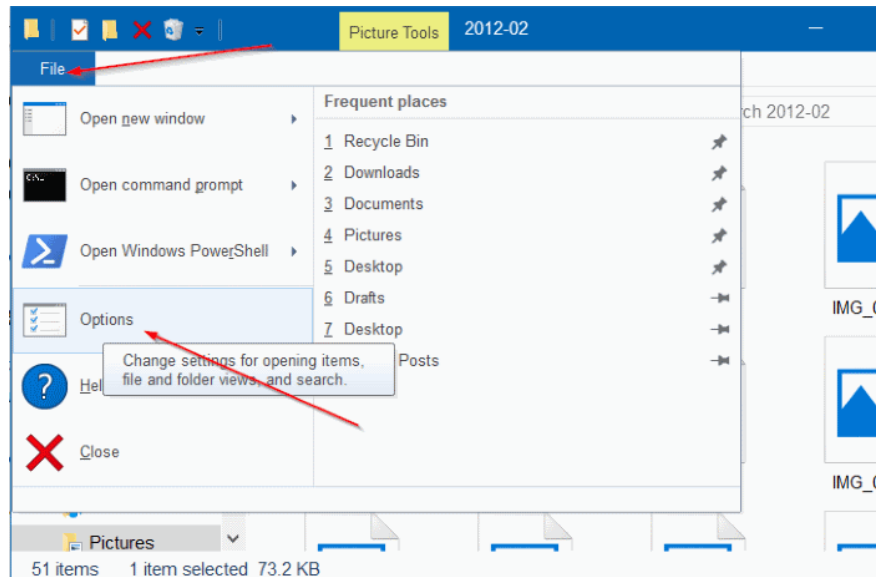 Picture Tools 2012-02
File
Frequent places
Open new window
Open command prompt
Open Windows PowerShell
Options
Change settings for opening items,
file and folder views, and search.
Hel
Close
1 Recycle Bin
2 Downloads
3 Documents
4 Pictures
5 Desktop
6 Drafts
7 Desktop
Posts
rch 2012-02
IMG_0
IMG_0
Pictures
51 items 1 item selected 73.2 KB